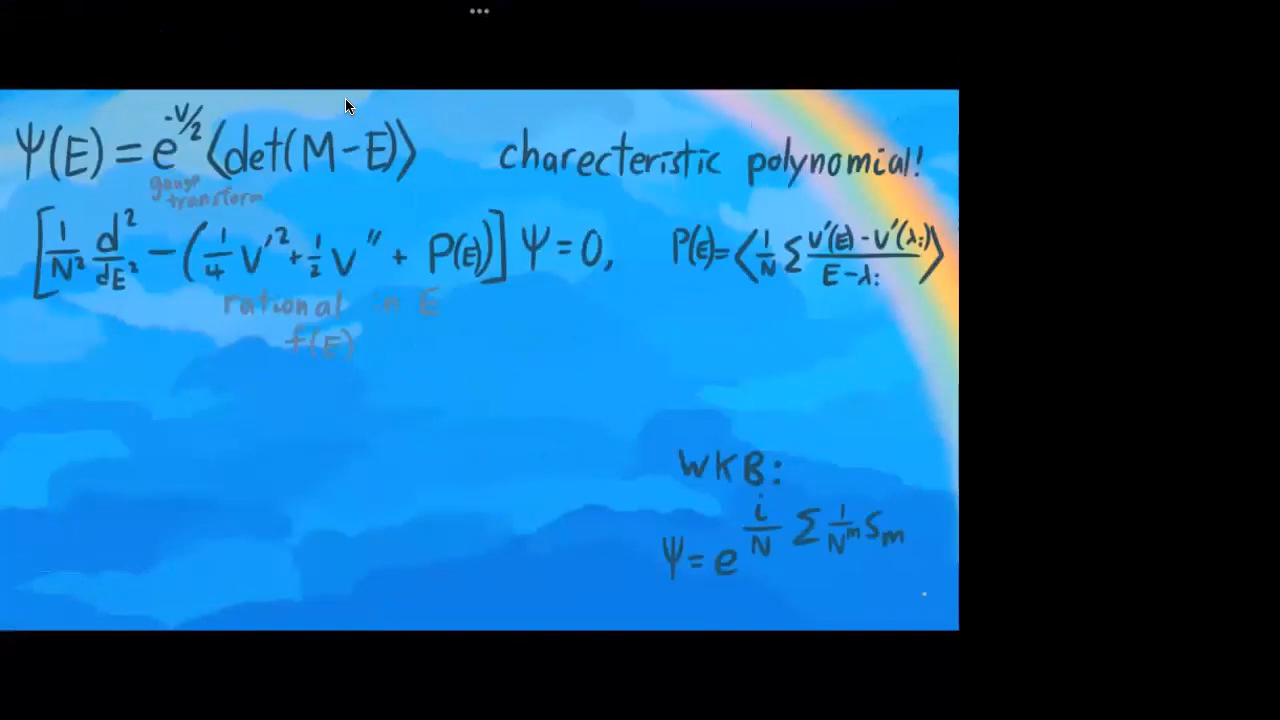 Ψ(E) = e^{-V/2} ⟨det(M-E)⟩ charecteristic polynomial!
gauge transform
[1/N² d²/dE² - (1/4 V'² + 1/2 V'' + P(E))] Ψ = 0, P(E) = ⟨1/N Σ (V'(E) - V'(λi))/(E - λi)⟩
rational in E
f(E)
WKB:
Ψ = e^{i/N Σ 1/N^m S_m}